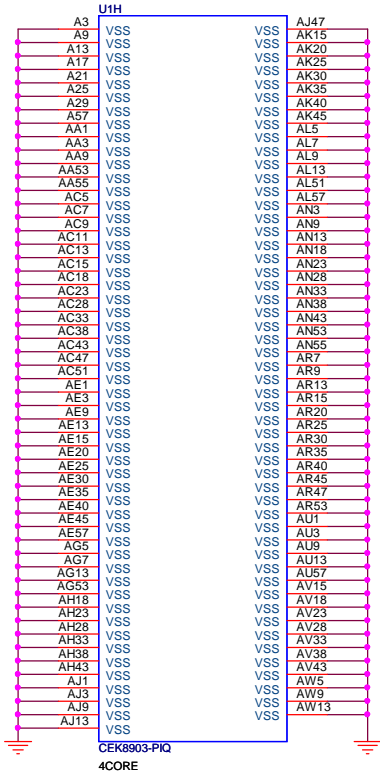 U1H
A3 VSS VSS AJ47
A9 VSS VSS AK15
A13 VSS VSS AK20
A17 VSS VSS AK25
A21 VSS VSS AK30
A25 VSS VSS AK35
A29 VSS VSS AK40
A57 VSS VSS AK45
AA1 VSS VSS AL5
AA3 VSS VSS AL7
AA9 VSS VSS AL9
AA53 VSS VSS AL13
AA55 VSS VSS AL51
AC5 VSS VSS AL57
AC7 VSS VSS AN3
AC9 VSS VSS AN9
AC11 VSS VSS AN13
AC13 VSS VSS AN18
AC15 VSS VSS AN23
AC18 VSS VSS AN28
AC23 VSS VSS AN33
AC28 VSS VSS AN38
AC33 VSS VSS AN43
AC38 VSS VSS AN53
AC43 VSS VSS AN55
AC47 VSS VSS AR7
AC51 VSS VSS AR9
AE1 VSS VSS AR13
AE3 VSS VSS AR15
AE9 VSS VSS AR20
AE13 VSS VSS AR25
AE15 VSS VSS AR30
AE20 VSS VSS AR35
AE25 VSS VSS AR40
AE30 VSS VSS AR45
AE35 VSS VSS AR47
AE40 VSS VSS AR53
AE45 VSS VSS AU1
AE57 VSS VSS AU3
AG5 VSS VSS AU9
AG7 VSS VSS AU13
AG13 VSS VSS AU57
AG53 VSS VSS AV15
AH18 VSS VSS AV18
AH23 VSS VSS AV23
AH28 VSS VSS AV28
AH33 VSS VSS AV33
AH38 VSS VSS AV38
AH43 VSS VSS AV43
AJ1 VSS VSS AW5
AJ3 VSS VSS AW9
AJ9 VSS VSS AW13
AJ13 VSS
CEK8903-PIQ
4CORE